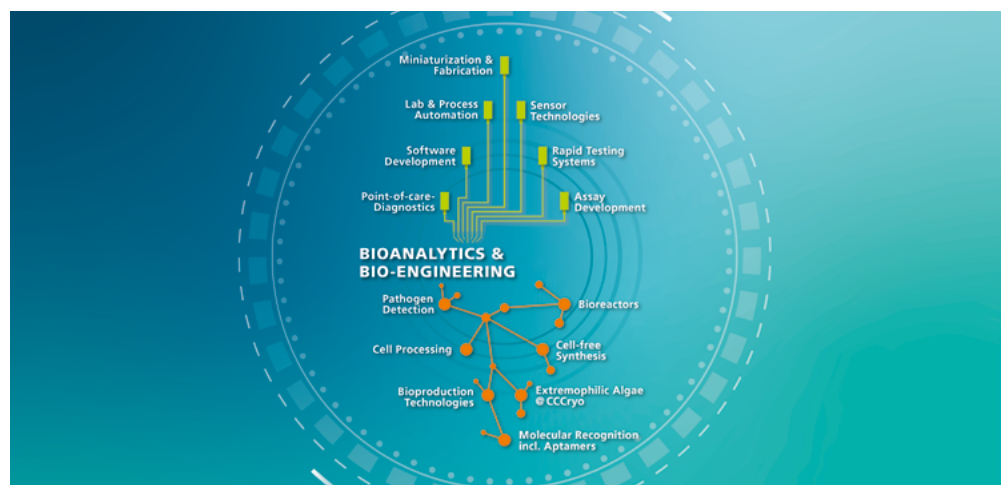 Miniaturization &
Fabrication
Lab & Process
Automation
Sensor
Technologies
Software
Development
Rapid Testing
Systems
Point-of-care-
Diagnostics
Assay
Development
BIOANALYTICS &
BIO-ENGINEERING
Pathogen
Detection
Bioreactors
Cell Processing
Cell-free
Synthesis
Bioproduction
Technologies
Extremophilic Algae
@ CCCryo
Molecular Recognition
incl. Aptamers